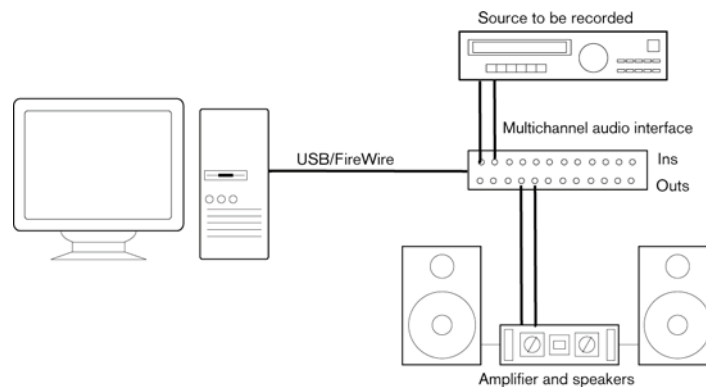 Source to be recorded
Multichannel audio interface
USB/FireWire
Ins
Outs
Amplifier and speakers